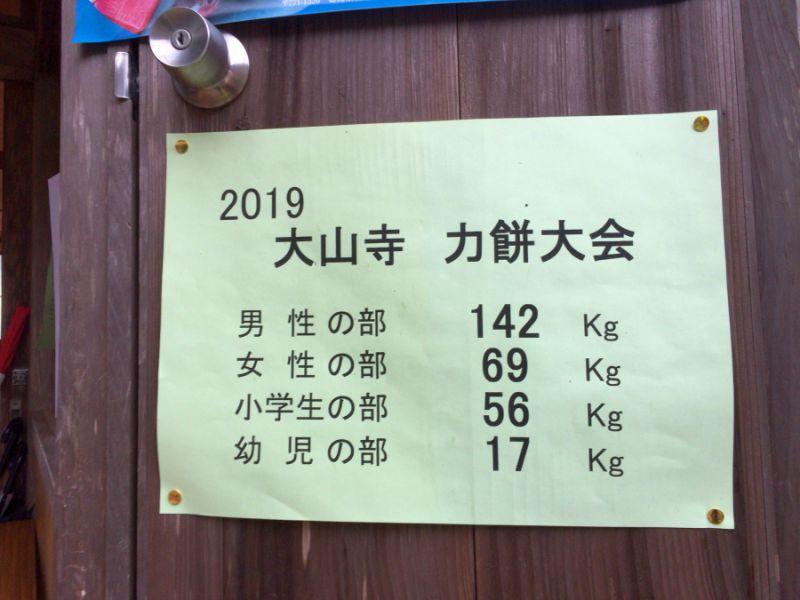 2019
大山寺 力餅大会
男性の部 142 Kg
女性の部 69 Kg
小学生の部 56 Kg
幼児の部 17 Kg